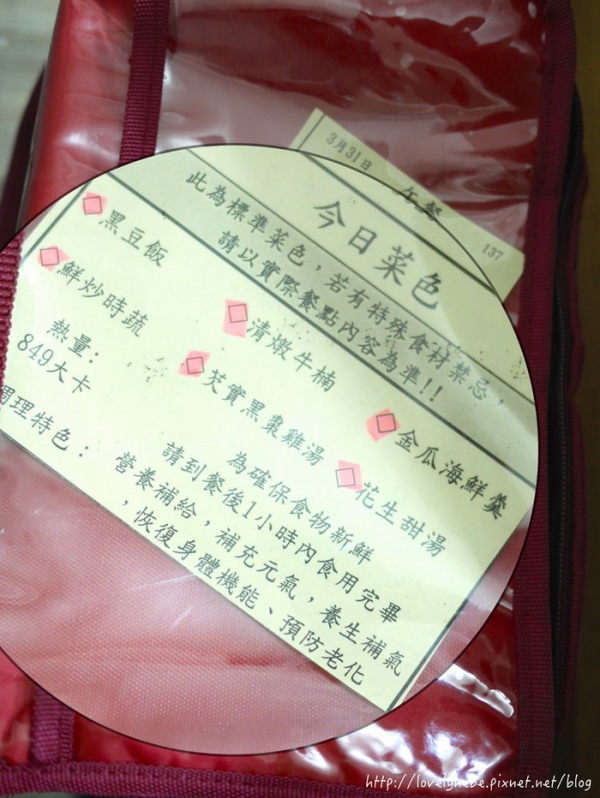 3月31日 午餐 137
今日菜色
此為標準菜色，若有特殊食材禁忌，
請以實際餐點內容為準!!
黑豆飯
清燉牛楠
金瓜海鮮羹
鮮炒時蔬
芡實黑棗雞湯
花生甜湯
熱量:
849大卡
為確保食物新鮮
請到餐後1小時內食用完畢
調理特色: 營養補給，補充元氣，養生補氣
，恢復身體機能、預防老化
http://lovelyhebe.pixnet.net/blog